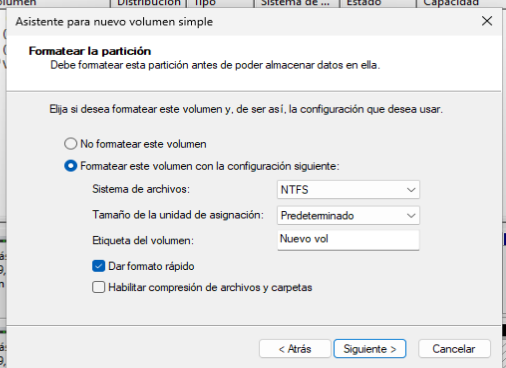 Distribución Tipo Sistema de ... Estado Capacidad
Asistente para nuevo volumen simple
Formatear la partición
Debe formatear esta partición antes de poder almacenar datos en ella.
Elija si desea formatear este volumen y, de ser así, la configuración que desea usar.
No formatear este volumen
Formatear este volumen con la configuración siguiente:
Sistema de archivos: NTFS
Tamaño de la unidad de asignación: Predeterminado
Etiqueta del volumen: Nuevo vol
Dar formato rápido
Habilitar compresión de archivos y carpetas
< Atrás Siguiente > Cancelar